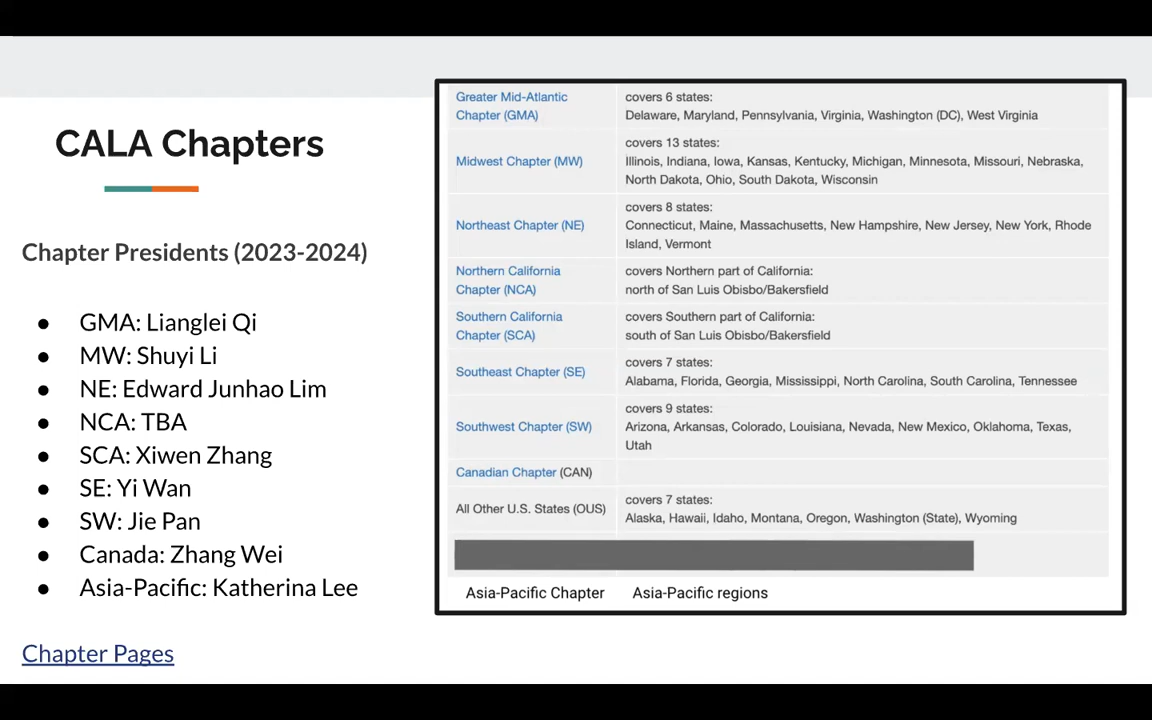 CALA Chapters
Chapter Presidents (2023-2024)
● GMA: Lianglei Qi
● MW: Shuyi Li
● NE: Edward Junhao Lim
● NCA: TBA
● SCA: Xiwen Zhang
● SE: Yi Wan
● SW: Jie Pan
● Canada: Zhang Wei
● Asia-Pacific: Katherina Lee
Chapter Pages
Greater Mid-Atlantic
Chapter (GMA)
covers 6 states:
Delaware, Maryland, Pennsylvania, Virginia, Washington (DC), West Virginia
Midwest Chapter (MW)
covers 13 states:
Illinois, Indiana, Iowa, Kansas, Kentucky, Michigan, Minnesota, Missouri, Nebraska,
North Dakota, Ohio, South Dakota, Wisconsin
Northeast Chapter (NE)
covers 8 states:
Connecticut, Maine, Massachusetts, New Hampshire, New Jersey, New York, Rhode
Island, Vermont
Northern California
Chapter (NCA)
covers Northern part of California:
north of San Luis Obisbo/Bakersfield
Southern California
Chapter (SCA)
covers Southern part of California:
south of San Luis Obisbo/Bakersfield
Southeast Chapter (SE)
covers 7 states:
Alabama, Florida, Georgia, Mississippi, North Carolina, South Carolina, Tennessee
Southwest Chapter (SW)
covers 9 states:
Arizona, Arkansas, Colorado, Louisiana, Nevada, New Mexico, Oklahoma, Texas,
Utah
Canadian Chapter (CAN)
All Other U.S. States (OUS)
covers 7 states:
Alaska, Hawaii, Idaho, Montana, Oregon, Washington (State), Wyoming
Asia-Pacific Chapter
Asia-Pacific regions